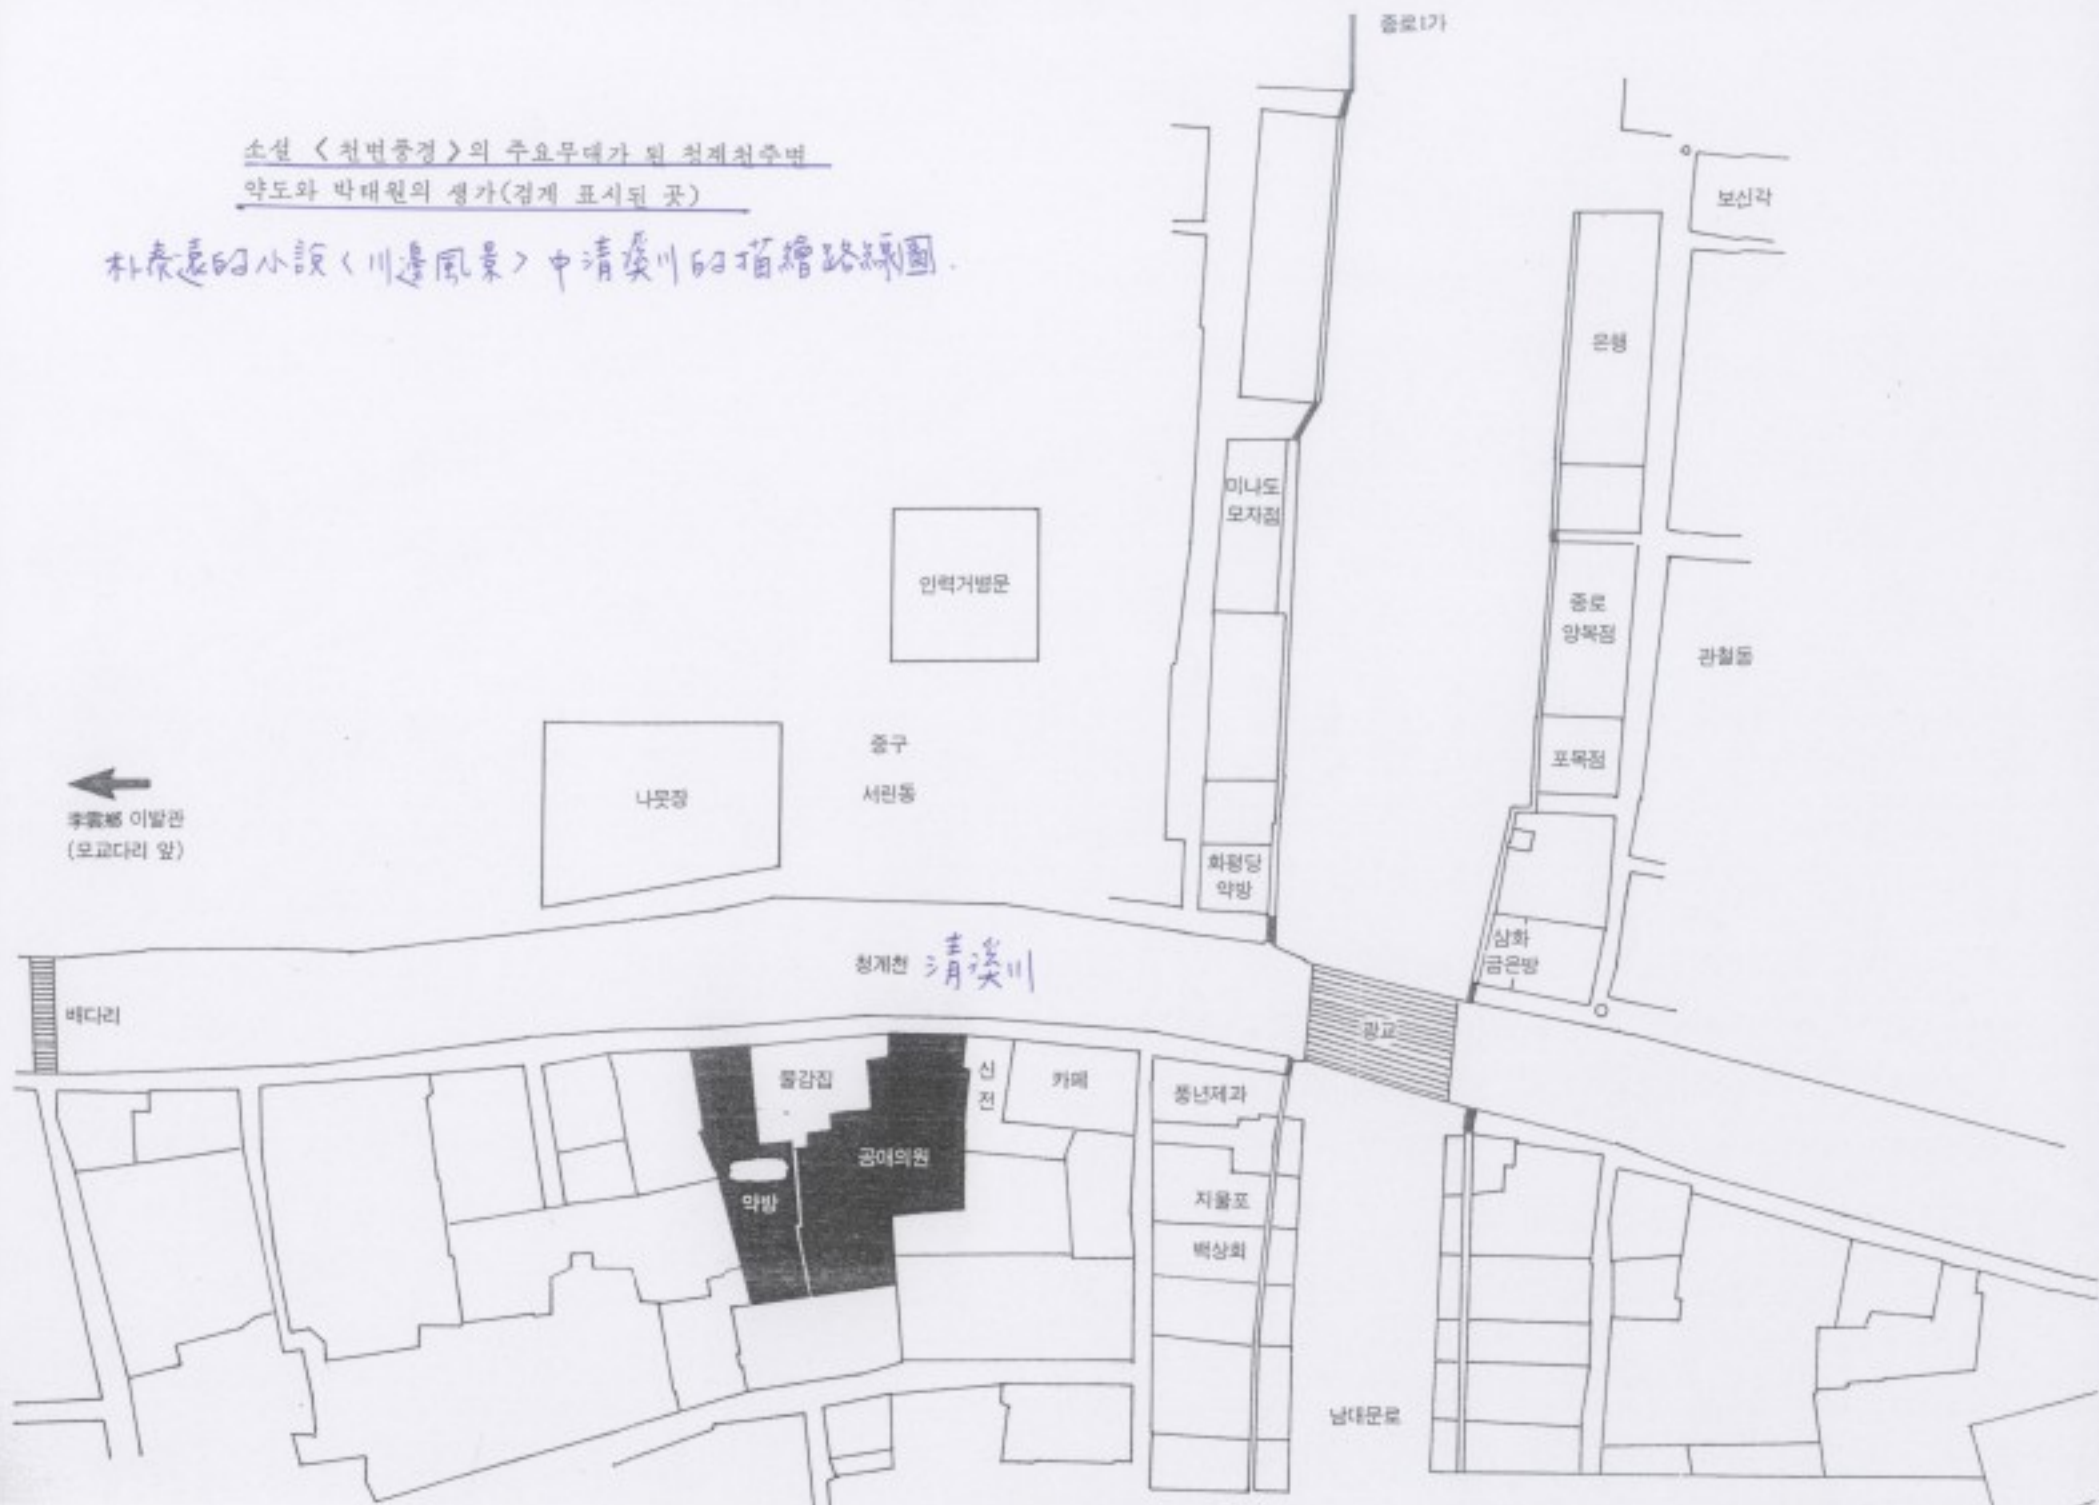 종로1가
소설 〈천변풍경〉의 주요무대가 된 청계천주변
약도와 박태원의 생가(검게 표시된 곳)
朴泰遠的小說〈川邊風景〉中清溪川的描繪路線圖.
보신각
은행
미나도
모자점
인력거병문
종로
양복점
관철동
중구
포목점
나뭇장
서린동
李雲鄉 이발관
(모교다리 앞)
화평당
약방
삼화
금은방
청계천 清溪川
배다리
광교
물감집
신전
카페
풍년제과
공애의원
약방
지물포
백상회
남대문로